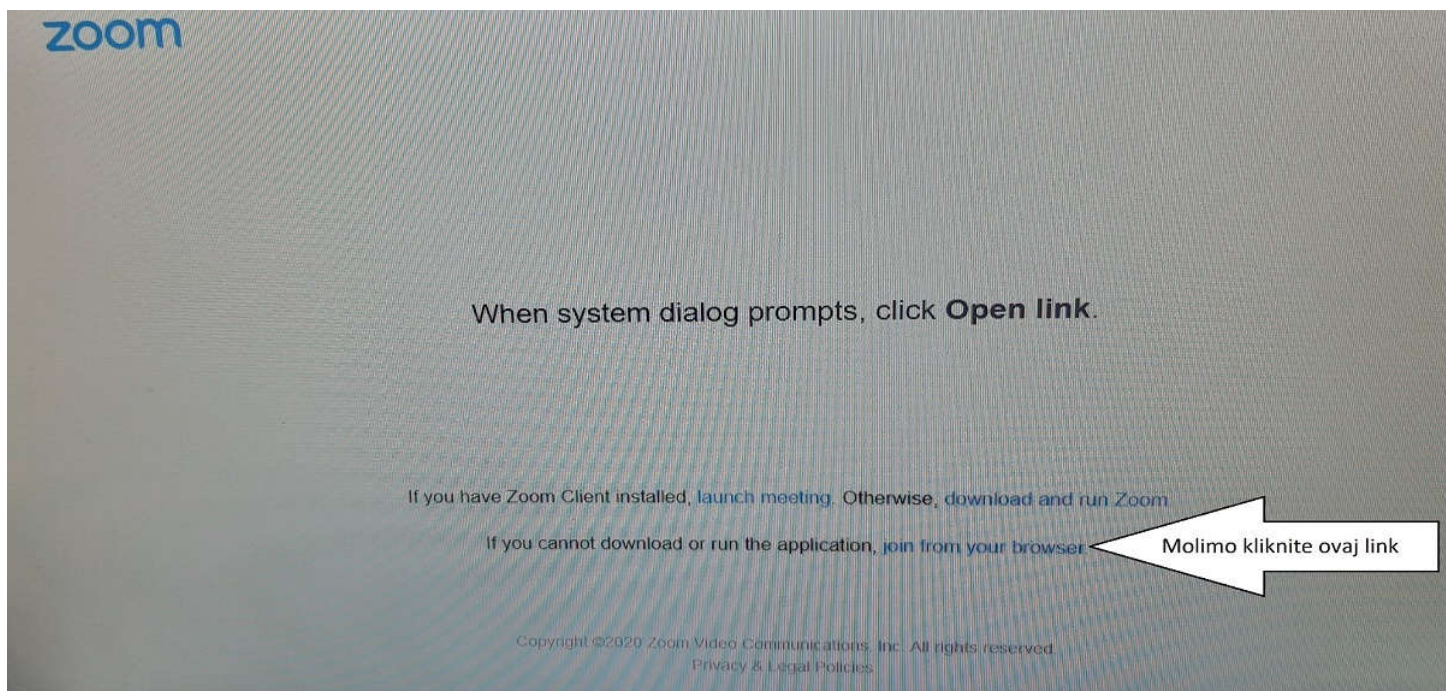 zoom
When system dialog prompts, click Open link.
If you have Zoom Client installed, launch meeting. Otherwise, download and run Zoom
If you cannot download or run the application, join from your browser
Molimo kliknite ovaj link
Copyright ©2020 Zoom Video Communications, Inc. All rights reserved.
Privacy & Legal Policies